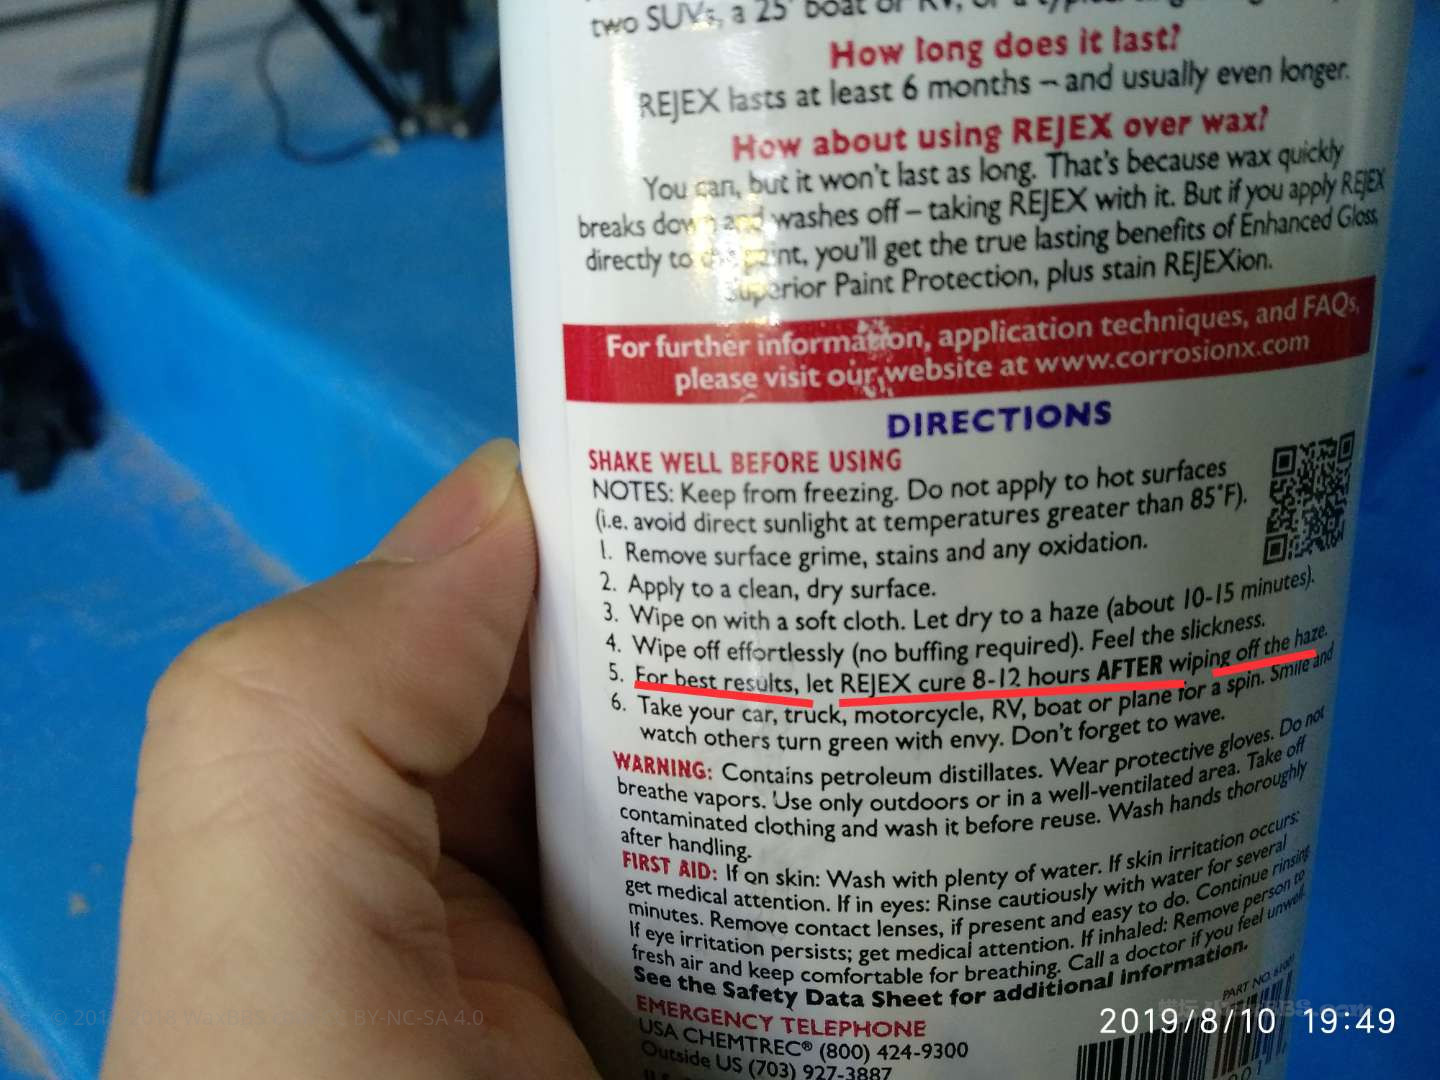 two SUVs, a 25' boat or RV, or a
How long does it last?
REJEX lasts at least 6 months – and usually even longer.
How about using REJEX over wax?
You can, but it won't last as long. That's because wax quickly
breaks down and washes off – taking REJEX with it. But if you apply REJEX
directly to the paint, you'll get the true lasting benefits of Enhanced Gloss,
Superior Paint Protection, plus stain REJEXion.
For further information, application techniques, and FAQs,
please visit our website at www.corrosionx.com
DIRECTIONS
SHAKE WELL BEFORE USING
NOTES: Keep from freezing. Do not apply to hot surfaces
(i.e. avoid direct sunlight at temperatures greater than 85°F).
1. Remove surface grime, stains and any oxidation.
2. Apply to a clean, dry surface.
3. Wipe on with a soft cloth. Let dry to a haze (about 10-15 minutes).
4. Wipe off effortlessly (no buffing required). Feel the slickness.
5. For best results, let REJEX cure 8-12 hours AFTER wiping off the haze.
6. Take your car, truck, motorcycle, RV, boat or plane for a spin. Smile and
watch others turn green with envy. Don't forget to wave.
WARNING: Contains petroleum distillates. Wear protective gloves. Do not
breathe vapors. Use only outdoors or in a well-ventilated area. Take off
contaminated clothing and wash it before reuse. Wash hands thoroughly
after handling.
FIRST AID: If on skin: Wash with plenty of water. If skin irritation occurs:
get medical attention. If in eyes: Rinse cautiously with water for several
minutes. Remove contact lenses, if present and easy to do. Continue rinsing
If eye irritation persists; get medical attention. If inhaled: Remove person to
fresh air and keep comfortable for breathing. Call a doctor if you feel unwell.
See the Safety Data Sheet for additional information.
PART NO.
EMERGENCY TELEPHONE
USA CHEMTREC® (800) 424-9300
Outside US (703) 927-3887
BY-NC-SA 4.0
2019/8/10 19:49